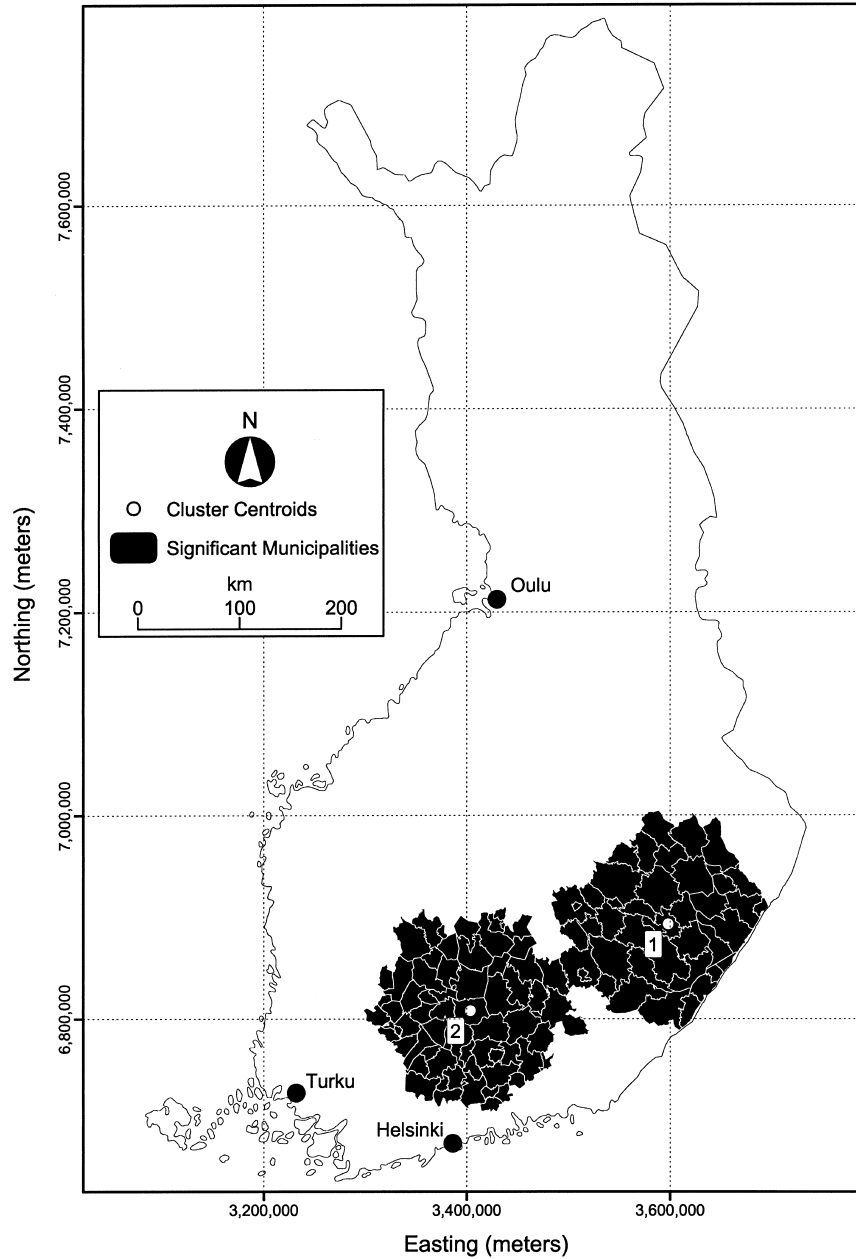 7,600,000
7,400,000
7,200,000
7,000,000
6,800,000
Northing (meters)
N
Cluster Centroids
Significant Municipalities
km
0 100 200
Oulu
1
2
Turku
Helsinki
3,200,000 3,400,000 3,600,000
Easting (meters)